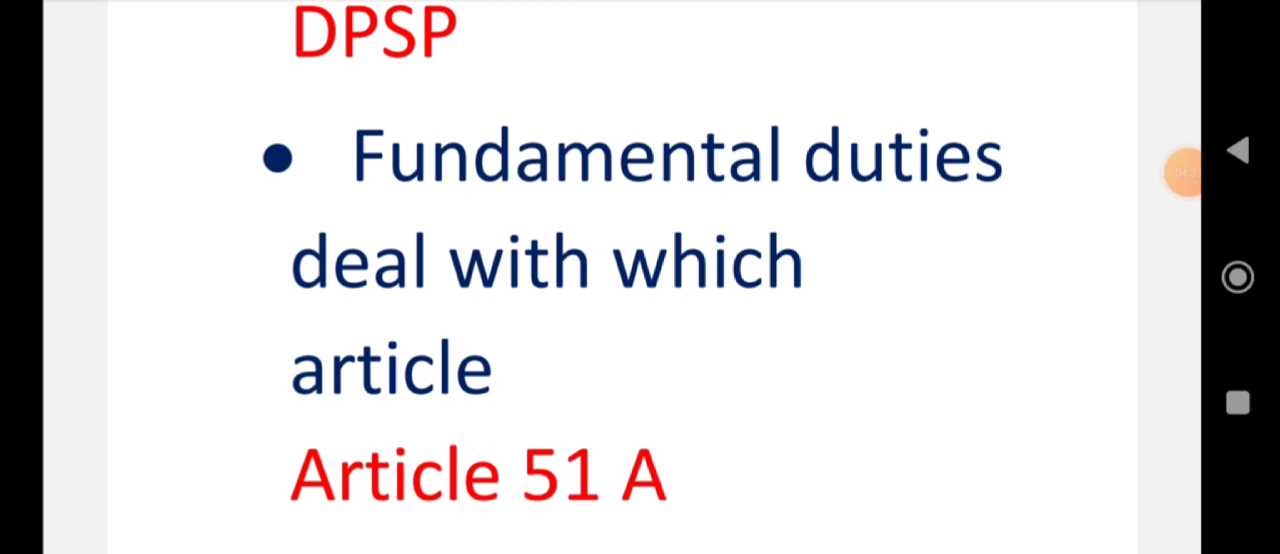 DPSP
• Fundamental duties
deal with which
article
Article 51 A